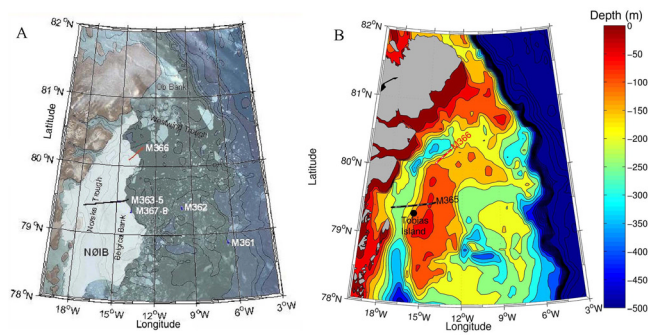 A
82°N
81°N
80°N
79°N
78°N
Latitude
Ob Bank
Westwind Trough
M366
Norske Trough
M363-5
M367-8
M362
Belgica Bank
M361
NØIB
18°W
15°W
12°W
9°W
6°W
3°W
Longitude
B
82°N
81°N
80°N
79°N
78°N
Latitude
M366
M365
Tobias
Island
18°W
15°W
12°W
9°W
6°W
3°W
Longitude
Depth (m)
0
-50
-100
-150
-200
-250
-300
-350
-400
-450
-500